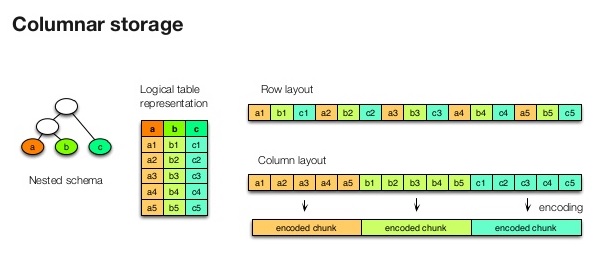 Columnar storage
Logical table
representation
Row layout
a b c
a1 b1 c1
a2 b2 c2
a3 b3 c3
a4 b4 o4
a5 b5 c5
a b c
Nested schema
a1 b1 c1 a2 b2 c2 a3 b3 c3 a4 b4 o4 a5 b5 c5
Column layout
a1 a2 a3 a4 a5 b1 b2 b3 b4 b5 c1 c2 c3 o4 c5
encoding
encoded chunk encoded chunk encoded chunk